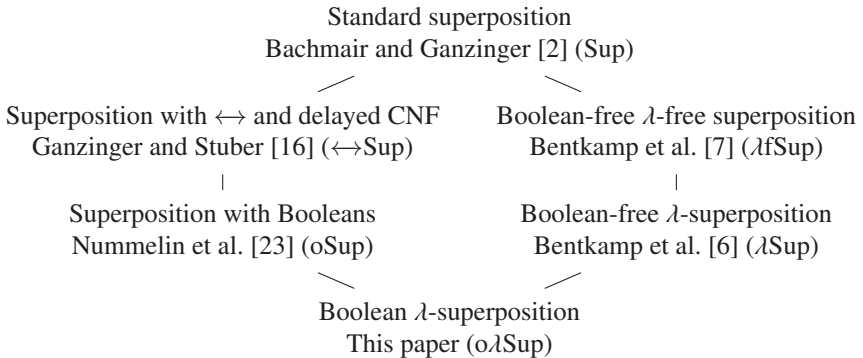 Standard superposition
Bachmair and Ganzinger [2] (Sup)
Superposition with ↔ and delayed CNF
Ganzinger and Stuber [16] (↔Sup)
Boolean-free λ-free superposition
Bentkamp et al. [7] (λfSup)
Superposition with Booleans
Nummelin et al. [23] (oSup)
Boolean-free λ-superposition
Bentkamp et al. [6] (λSup)
Boolean λ-superposition
This paper (oλSup)